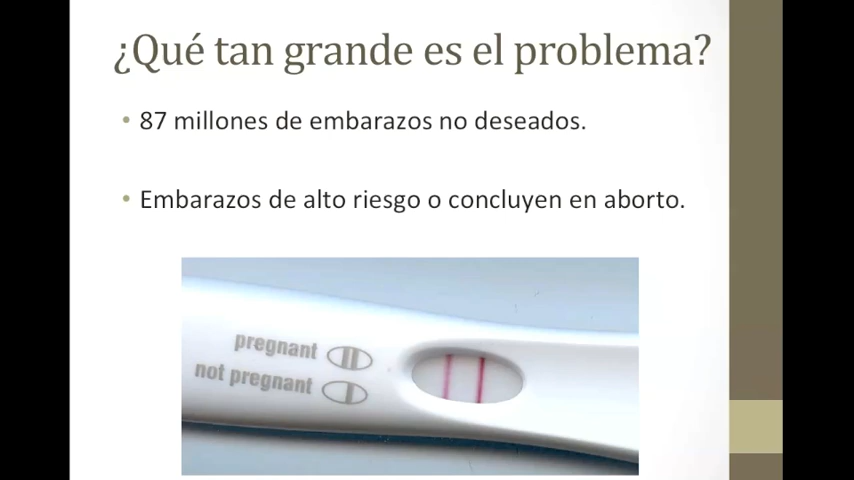 ¿Qué tan grande es el problema?
• 87 millones de embarazos no deseados.
• Embarazos de alto riesgo o concluyen en aborto.
pregnant
not pregnant